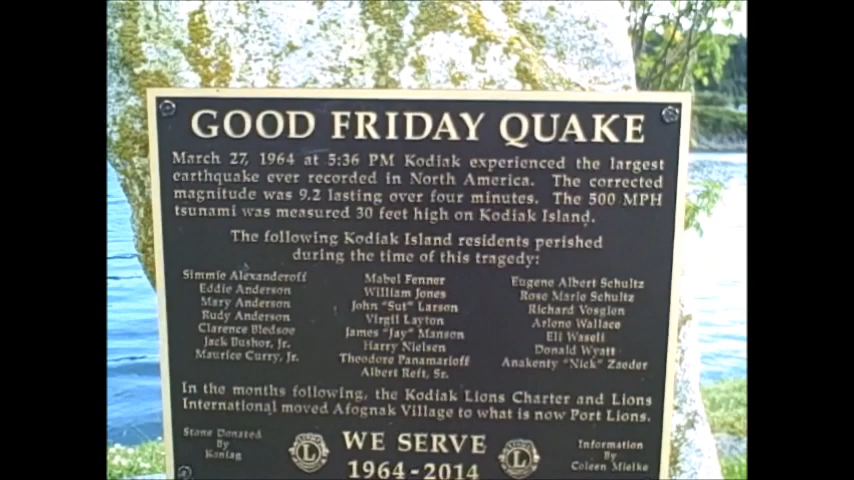 GOOD FRIDAY QUAKE
March 27, 1964 at 5:36 PM Kodiak experienced the largest
earthquake ever recorded in North America. The corrected
magnitude was 9.2 lasting over four minutes. The 500 MPH
tsunami was measured 30 feet high on Kodiak Island.
The following Kodiak Island residents perished
during the time of this tragedy:
Simmie Alexanderoff
Eddie Anderson
Mary Anderson
Rudy Anderson
Clarence Bledsoe
Jack Bushor, Jr.
Maurice Curry, Jr.
Mabel Fenner
William Jones
John "Sut" Larson
Virgil Layton
James "Jay" Manson
Harry Nielsen
Theodore Panamarioff
Albert Reft, Sr.
Eugene Albert Schultz
Rose Marie Schultz
Richard Vosgien
Arlene Wallace
Eli Waseli
Donald Wyatt
Anakenty "Nick" Zaeder
In the months following, the Kodiak Lions Charter and Lions
International moved Afognak Village to what is now Port Lions.
Stone Donated
By
Koniag
L
WE SERVE
1964-2014
L
Information
By
Coleen Mielke